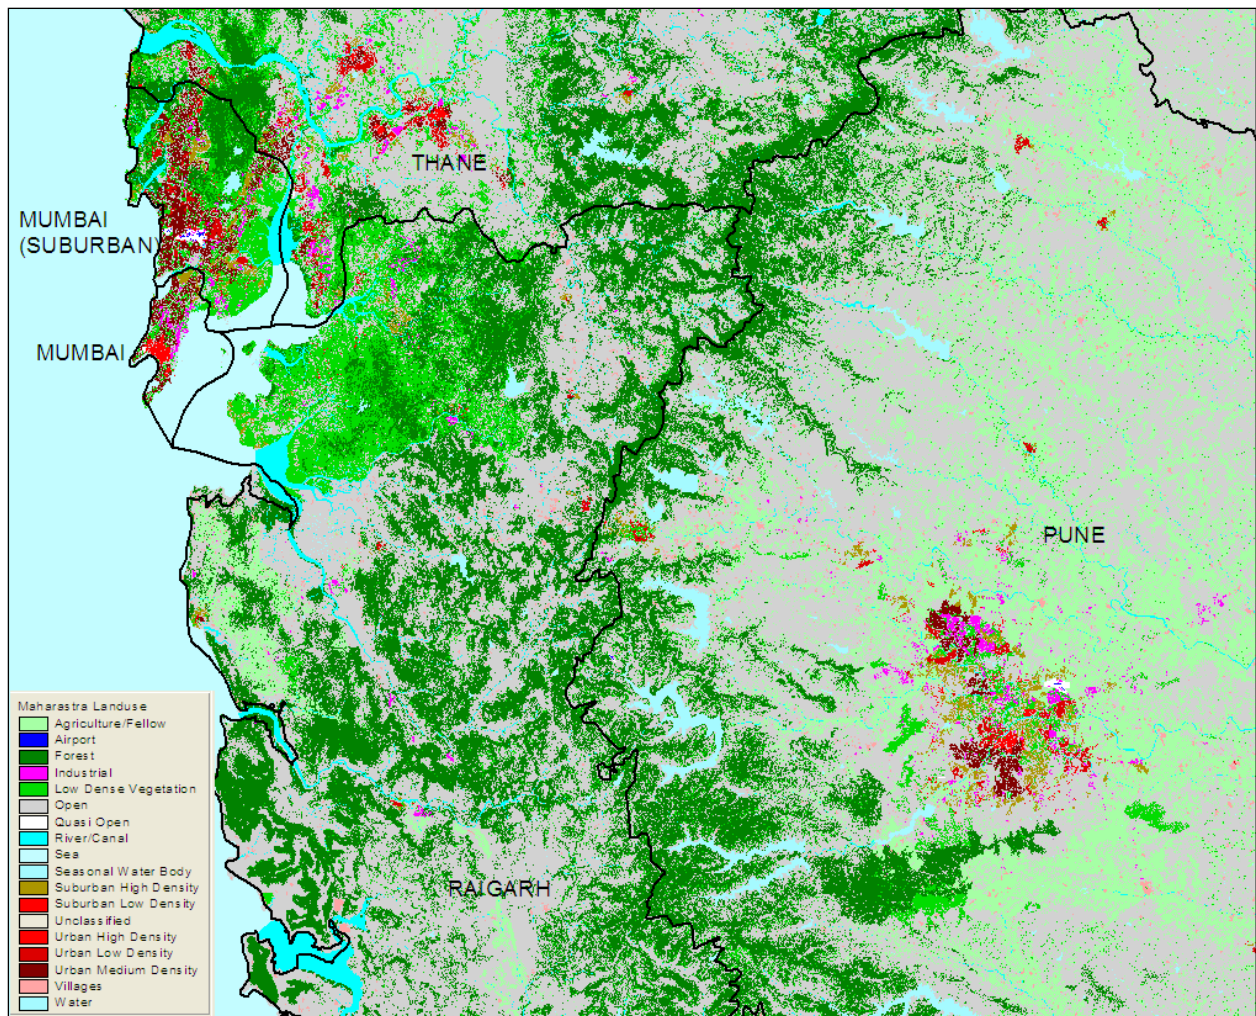 THANE
MUMBAI
(SUBURBAN)
MUMBAI
PUNE
RAIGARH
Maharastra Landuse
Agriculture/Fellow
Airport
Forest
Industrial
Low Dense Vegetation
Open
Quasi Open
River/Canal
Sea
Seasonal Water Body
Suburban High Density
Suburban Low Density
Unclassified
Urban High Density
Urban Low Density
Urban Medium Density
Villages
Water